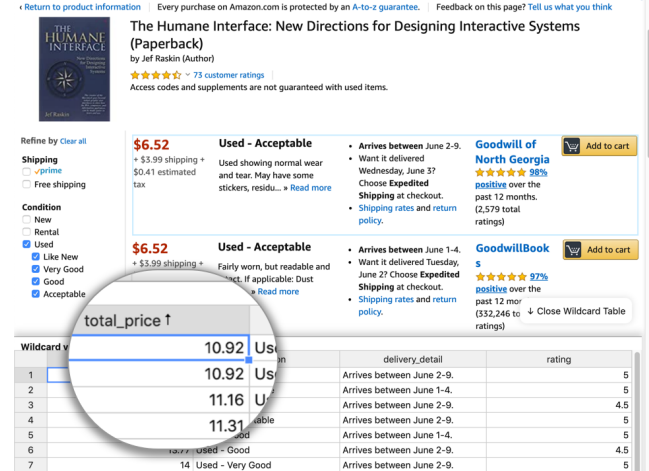 ‹ Return to product information
Every purchase on Amazon.com is protected by an A-to-z guarantee.
Feedback on this page? Tell us what you think
THE
HUMANE
INTERFACE
New Directions for
Designing Interactive
Systems
Jef Raskin
The Humane Interface: New Directions for Designing Interactive Systems
(Paperback)
by Jef Raskin (Author)
73 customer ratings
Access codes and supplements are not guaranteed with used items.
Refine by Clear all
Shipping
prime
Free shipping
Condition
New
Rental
Used
Like New
Very Good
Good
Acceptable
$6.52
+ $3.99 shipping +
$0.41 estimated
tax
Used - Acceptable
Used showing normal wear
and tear. May have some
stickers, residu... » Read more
• Arrives between June 2-9.
• Want it delivered
Wednesday, June 3?
Choose Expedited
Shipping at checkout.
• Shipping rates and return
policy.
Goodwill of
North Georgia
98%
positive over the
past 12 months.
(2,579 total
ratings)
Add to cart
$6.52
+ $3.99 shipping +
Used - Acceptable
Fairly worn, but readable and
. If applicable: Dust
» Read more
• Arrives between June 1-4.
• Want it delivered Tuesday,
June 2? Choose Expedited
Shipping at checkout.
• Shipping rates and return
policy.
GoodwillBook
s
97%
positive over the
past 12
(332,246
ratings)
Add to cart
↓ Close Wildcard Table
Wildcard v
total_price ↑
delivery_detail
rating
1
10.92
Arrives between June 2-9.
5
2
10.92
Arrives between June 1-4.
5
3
11.16
Arrives between June 2-9.
4.5
4
11.31
Arrives between June 2-9.
5
5
Arrives between June 1-4.
5
6
13.77
Used - Good
Arrives between June 2-9.
4.5
7
14
Used - Very Good
Arrives between June 2-9.
5